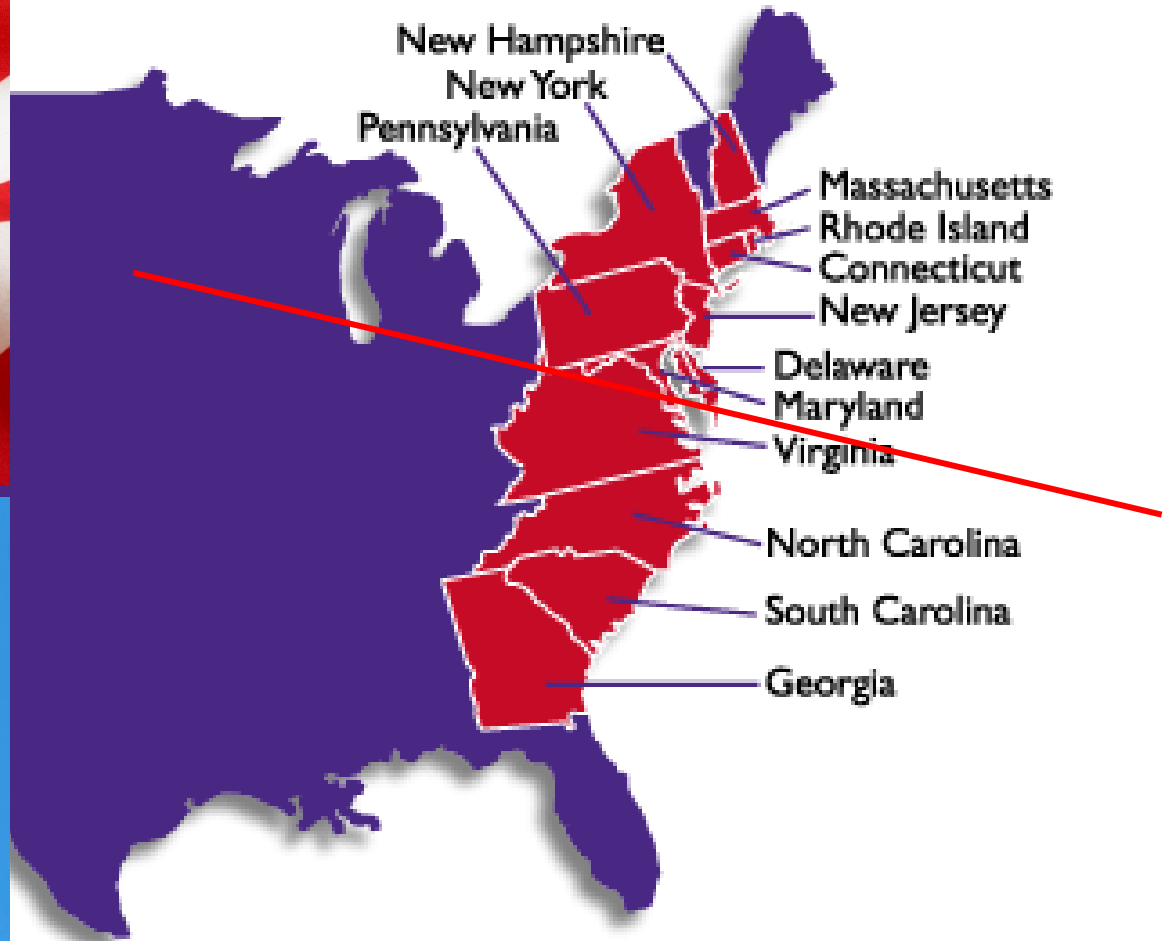 New Hampshire
New York
Pennsylvania
Massachusetts
Rhode Island
Connecticut
New Jersey
Delaware
Maryland
Virginia
North Carolina
South Carolina
Georgia